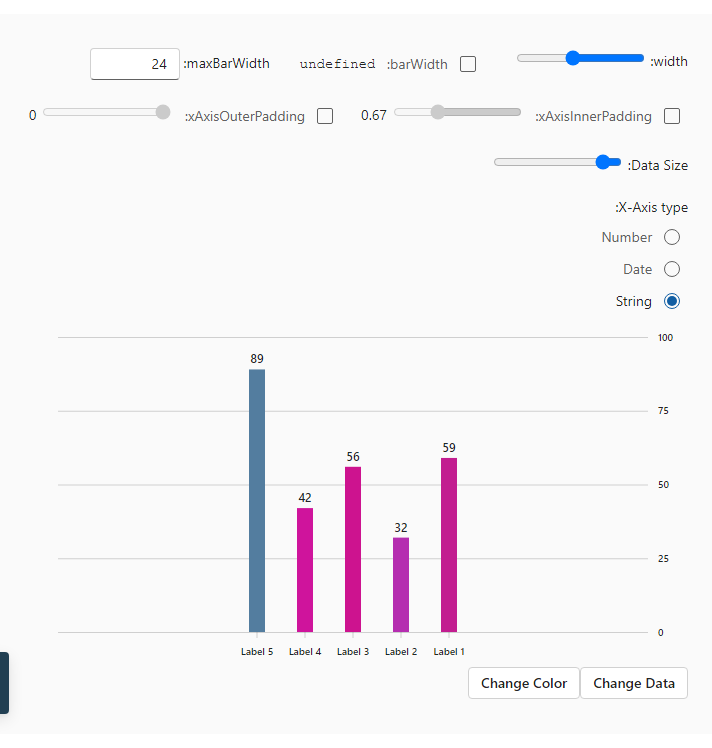 width:
barWidth: undefined
maxBarWidth: 24
xAxisInnerPadding: 0.67
xAxisOuterPadding: 0
Data Size:
X-Axis type:
Number
Date
String
100
75
50
25
0
89
42
56
32
59
Label 5 Label 4 Label 3 Label 2 Label 1
Change Color Change Data